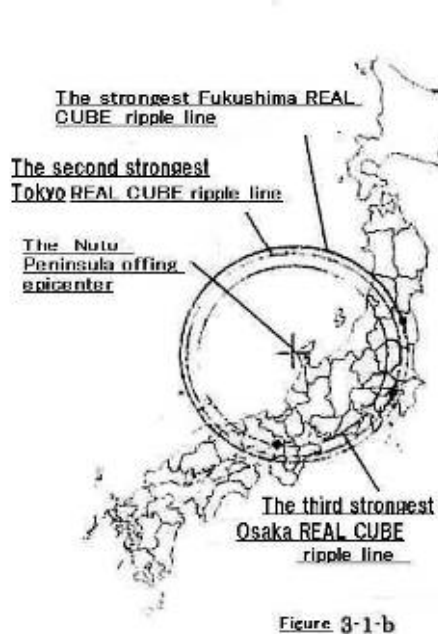 The strongest Fukushima REAL
CUBE ripple line
The second strongest
Tokyo REAL CUBE ripple line
The Nutu
Peninsula offing
epicenter
The third strongest
Osaka REAL CUBE
ripple line
Figure 3-1-b